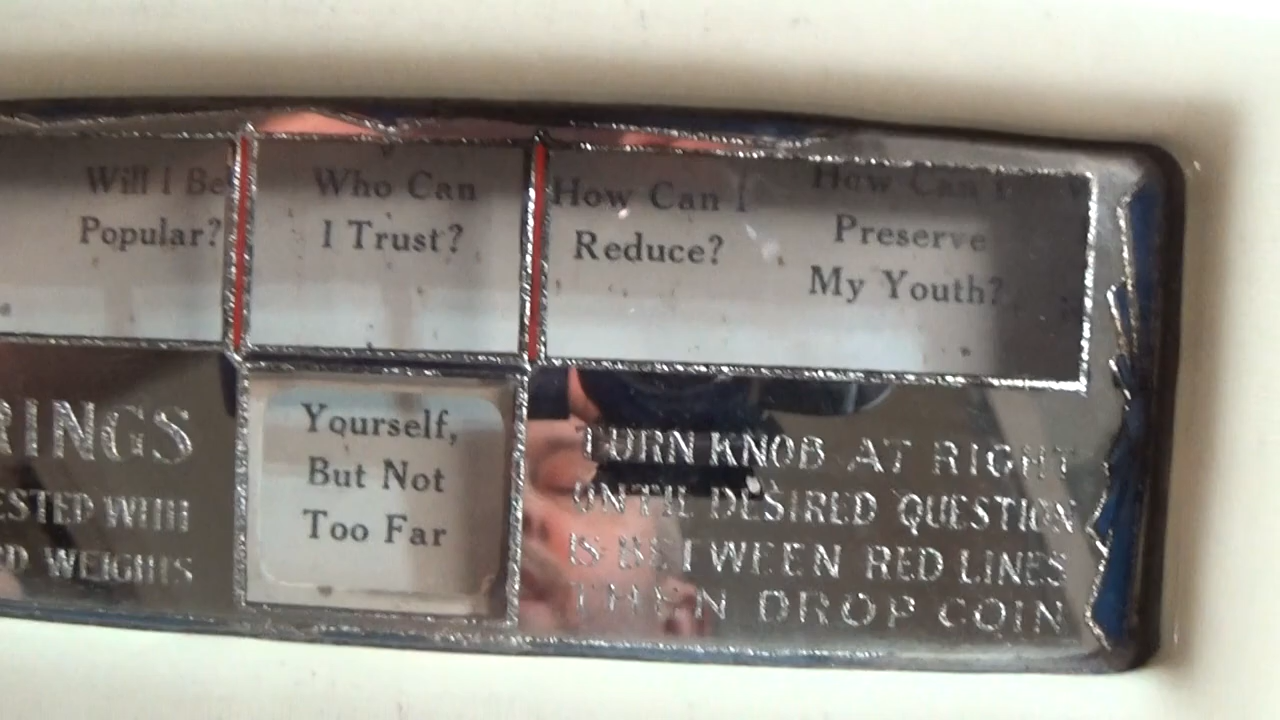 Will I Be
Popular?
Who Can
I Trust?
How Can I
Reduce?
How Can I
Preserve
My Youth?
RINGS
ESTED WITH
D WEIGHTS
Yourself,
But Not
Too Far
TURN KNOB AT RIGHT
UNTIL DESIRED QUESTION
IS BETWEEN RED LINES
THEN DROP COIN